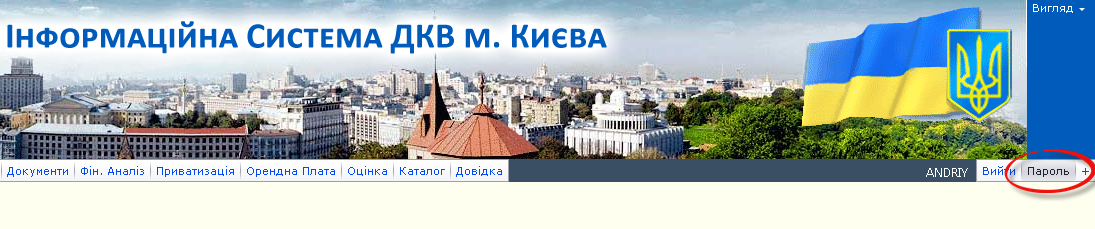 Вигляд
Інформаційна Система ДКВ м. Києва
Документи Фін. Аналіз Приватизація Орендна Плата Оцінка Каталог Довідка ANDRIY Вийти Пароль +